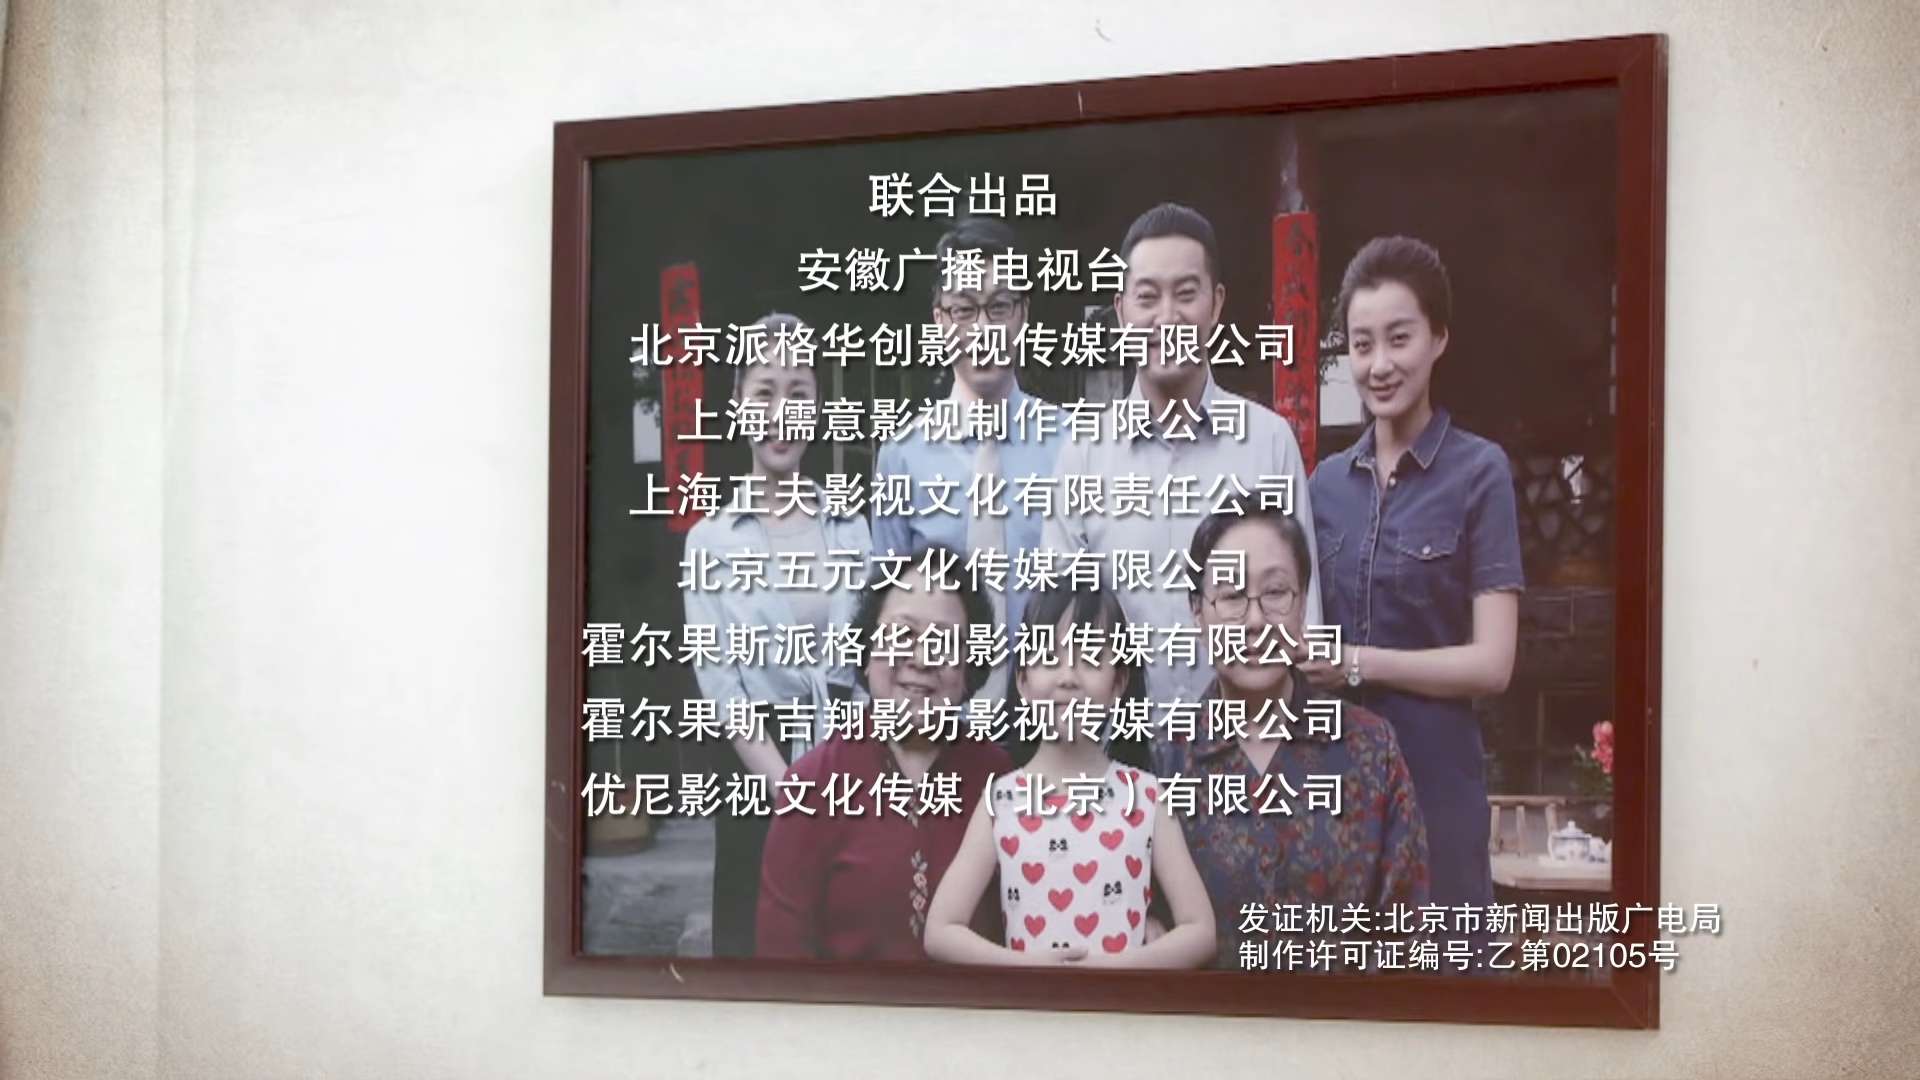 联合出品
安徽广播电视台
北京派格华创影视传媒有限公司
上海儒意影视制作有限公司
上海正夫影视文化有限责任公司
北京五元文化传媒有限公司
霍尔果斯派格华创影视传媒有限公司
霍尔果斯吉翔影坊影视传媒有限公司
优尼影视文化传媒（北京）有限公司
发证机关:北京市新闻出版广电局
制作许可证编号:乙第02105号